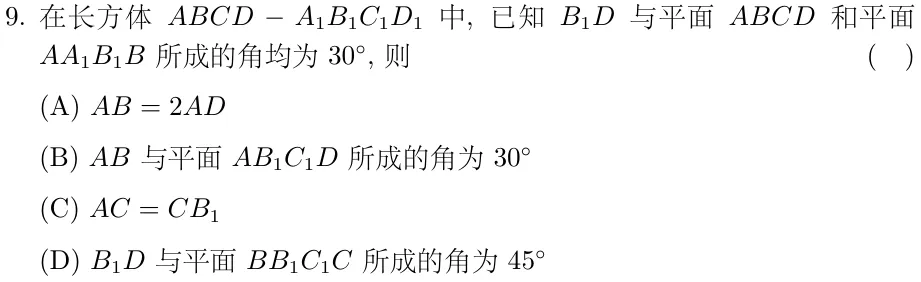 9. 在长方体 ABCD − A₁B₁C₁D₁ 中, 已知 B₁D 与平面 ABCD 和平面
AA₁B₁B 所成的角均为 30°, 则 ( )
(A) AB = 2AD
(B) AB 与平面 AB₁C₁D 所成的角为 30°
(C) AC = CB₁
(D) B₁D 与平面 BB₁C₁C 所成的角为 45°